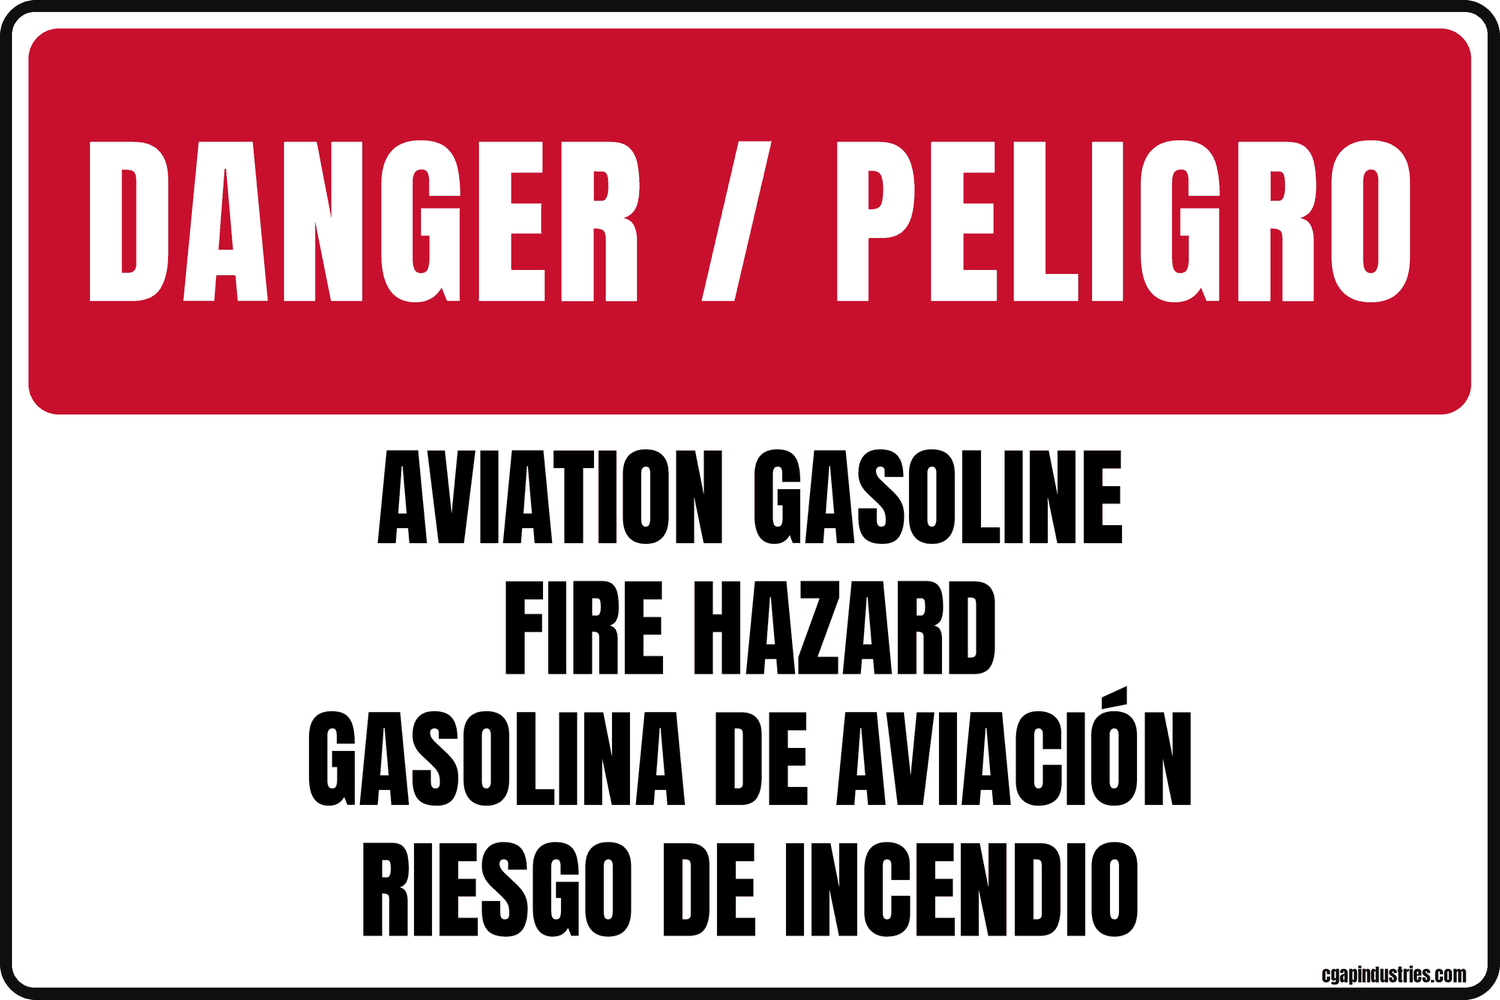 DANGER / PELIGRO
AVIATION GASOLINE
FIRE HAZARD
GASOLINA DE AVIACIÓN
RIESGO DE INCENDIO
cgapindustries.com